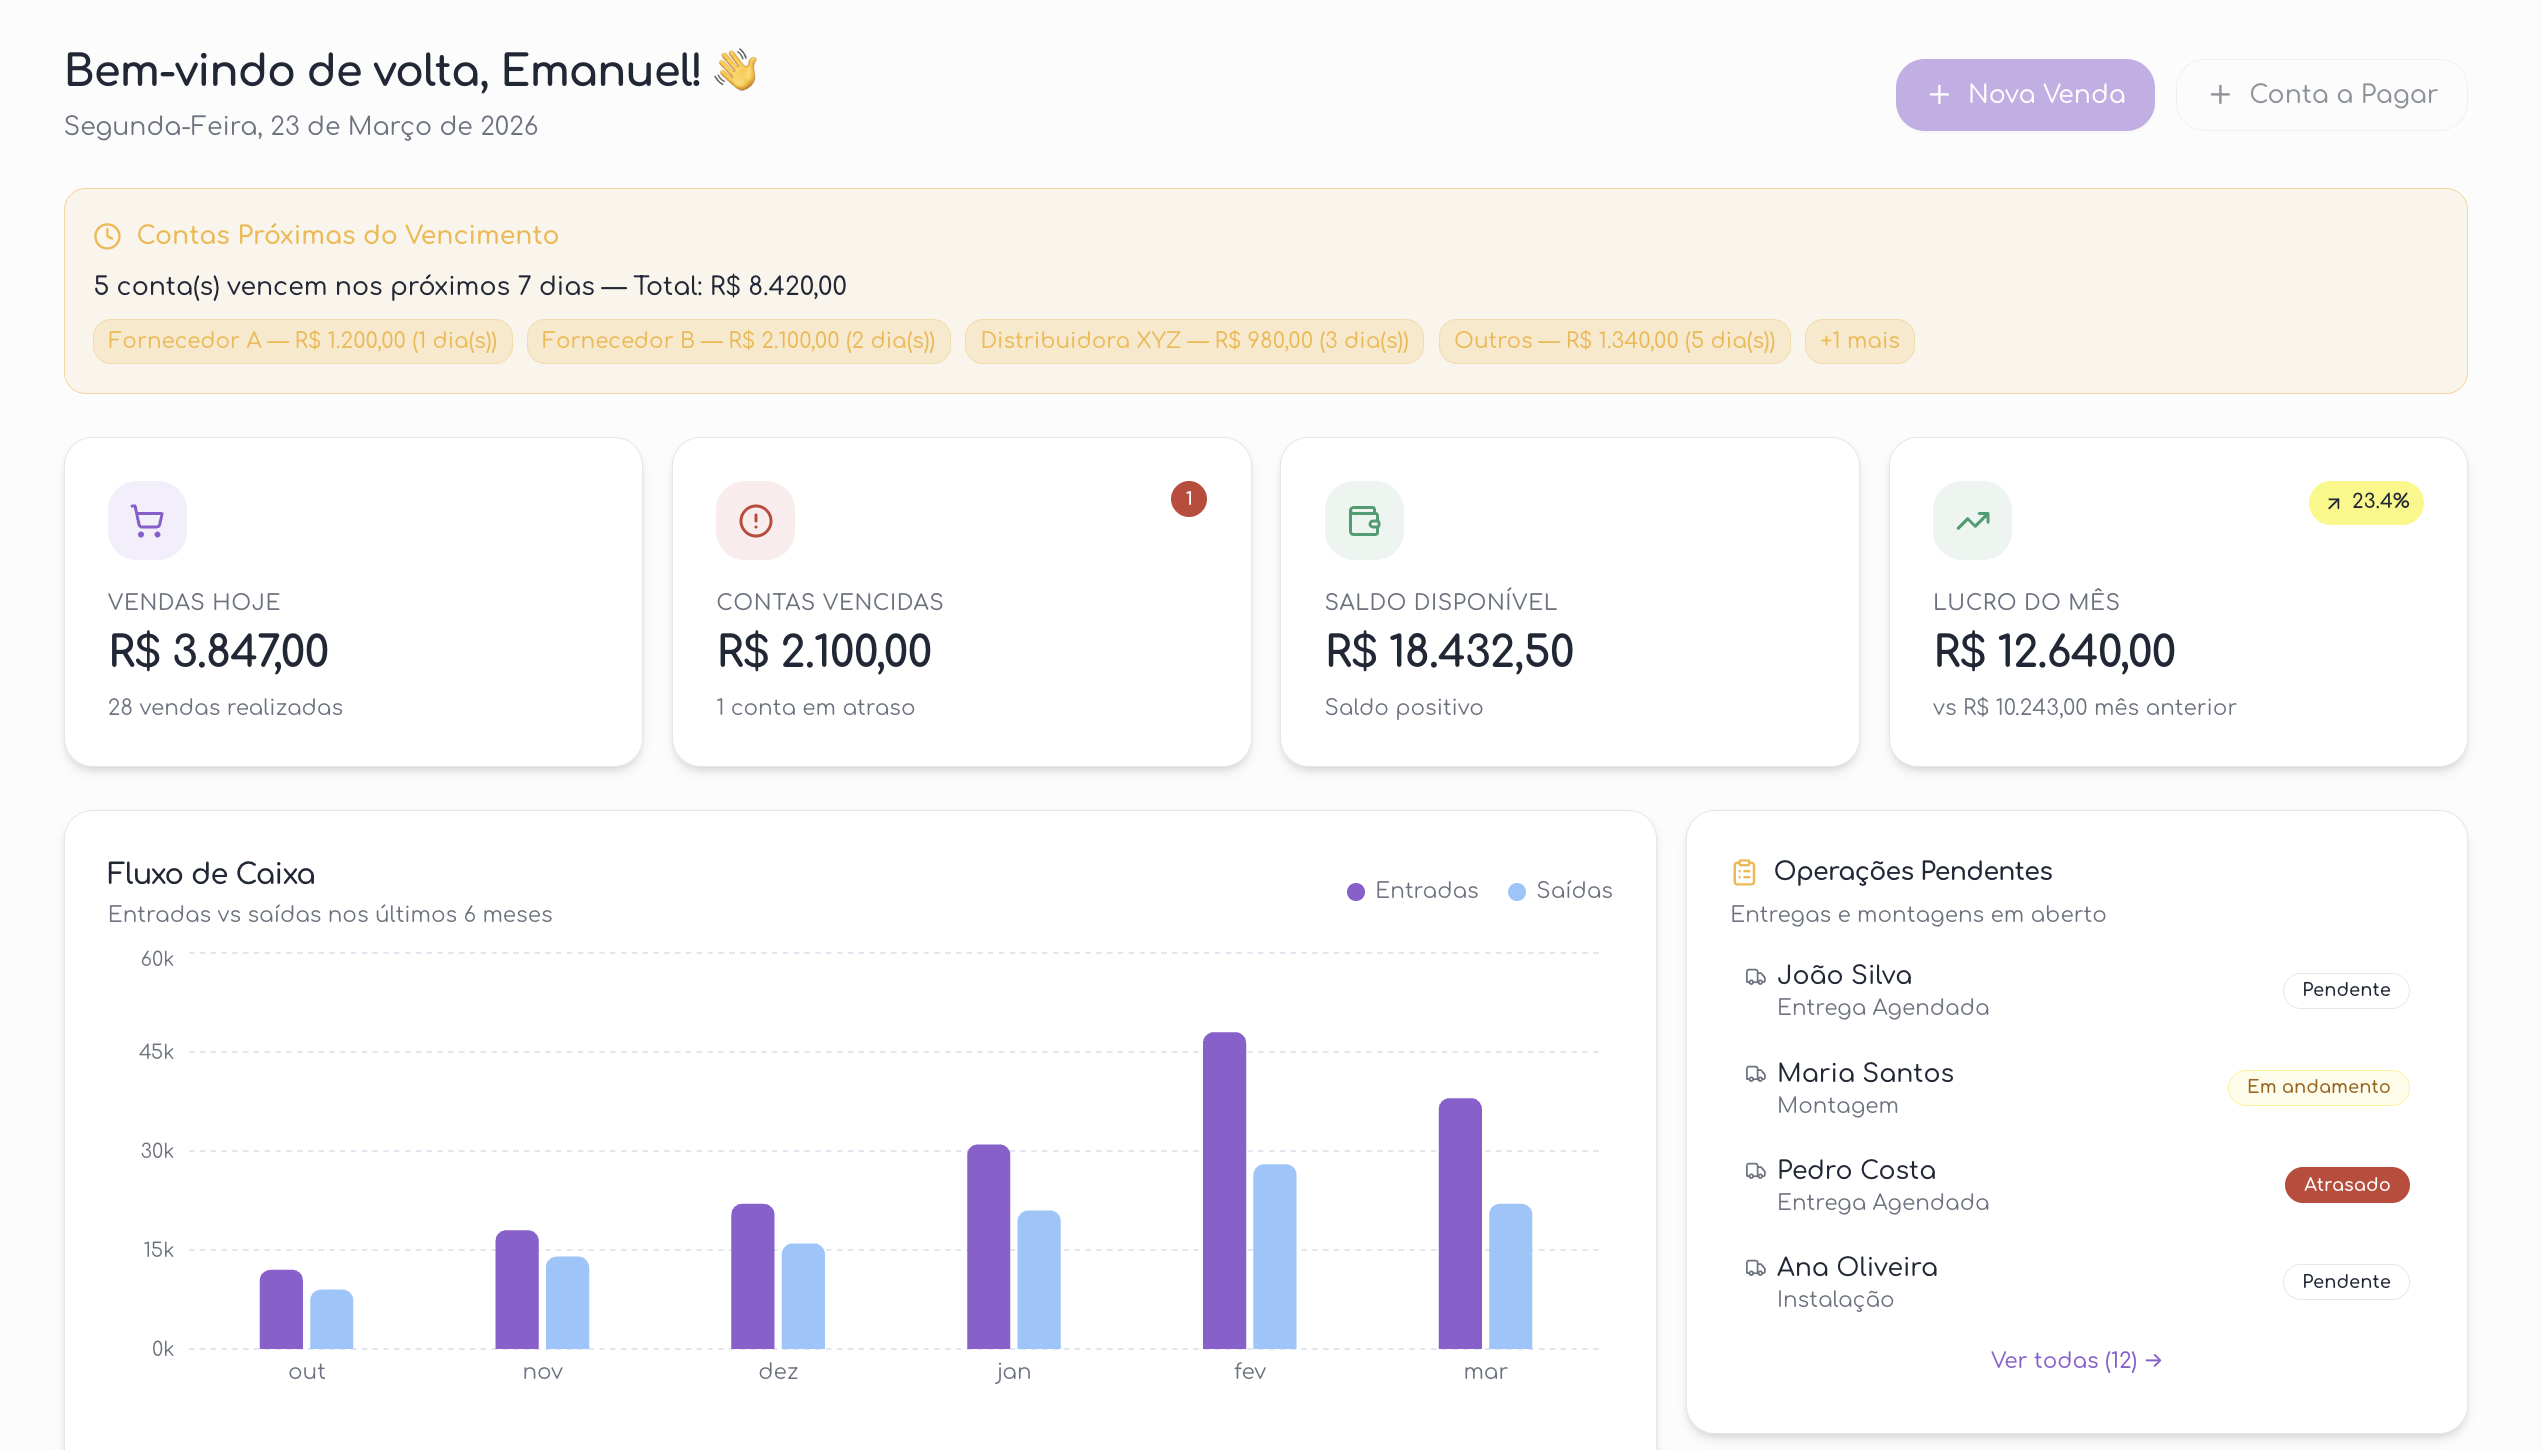 Bem-vindo de volta, Emanuel! 👋
Segunda-Feira, 23 de Março de 2026
+ Nova Venda
+ Conta a Pagar
Contas Próximas do Vencimento
5 conta(s) vencem nos próximos 7 dias — Total: R$ 8.420,00
Fornecedor A — R$ 1.200,00 (1 dia(s))
Fornecedor B — R$ 2.100,00 (2 dia(s))
Distribuidora XYZ — R$ 980,00 (3 dia(s))
Outros — R$ 1.340,00 (5 dia(s))
+1 mais
VENDAS HOJE
R$ 3.847,00
28 vendas realizadas
1
CONTAS VENCIDAS
R$ 2.100,00
1 conta em atraso
SALDO DISPONÍVEL
R$ 18.432,50
Saldo positivo
23.4%
LUCRO DO MÊS
R$ 12.640,00
vs R$ 10.243,00 mês anterior
Fluxo de Caixa
Entradas vs saídas nos últimos 6 meses
Entradas
Saídas
60k
45k
30k
15k
0k
out
nov
dez
jan
fev
mar
Operações Pendentes
Entregas e montagens em aberto
João Silva
Entrega Agendada
Pendente
Maria Santos
Montagem
Em andamento
Pedro Costa
Entrega Agendada
Atrasado
Ana Oliveira
Instalação
Pendente
Ver todas (12) →